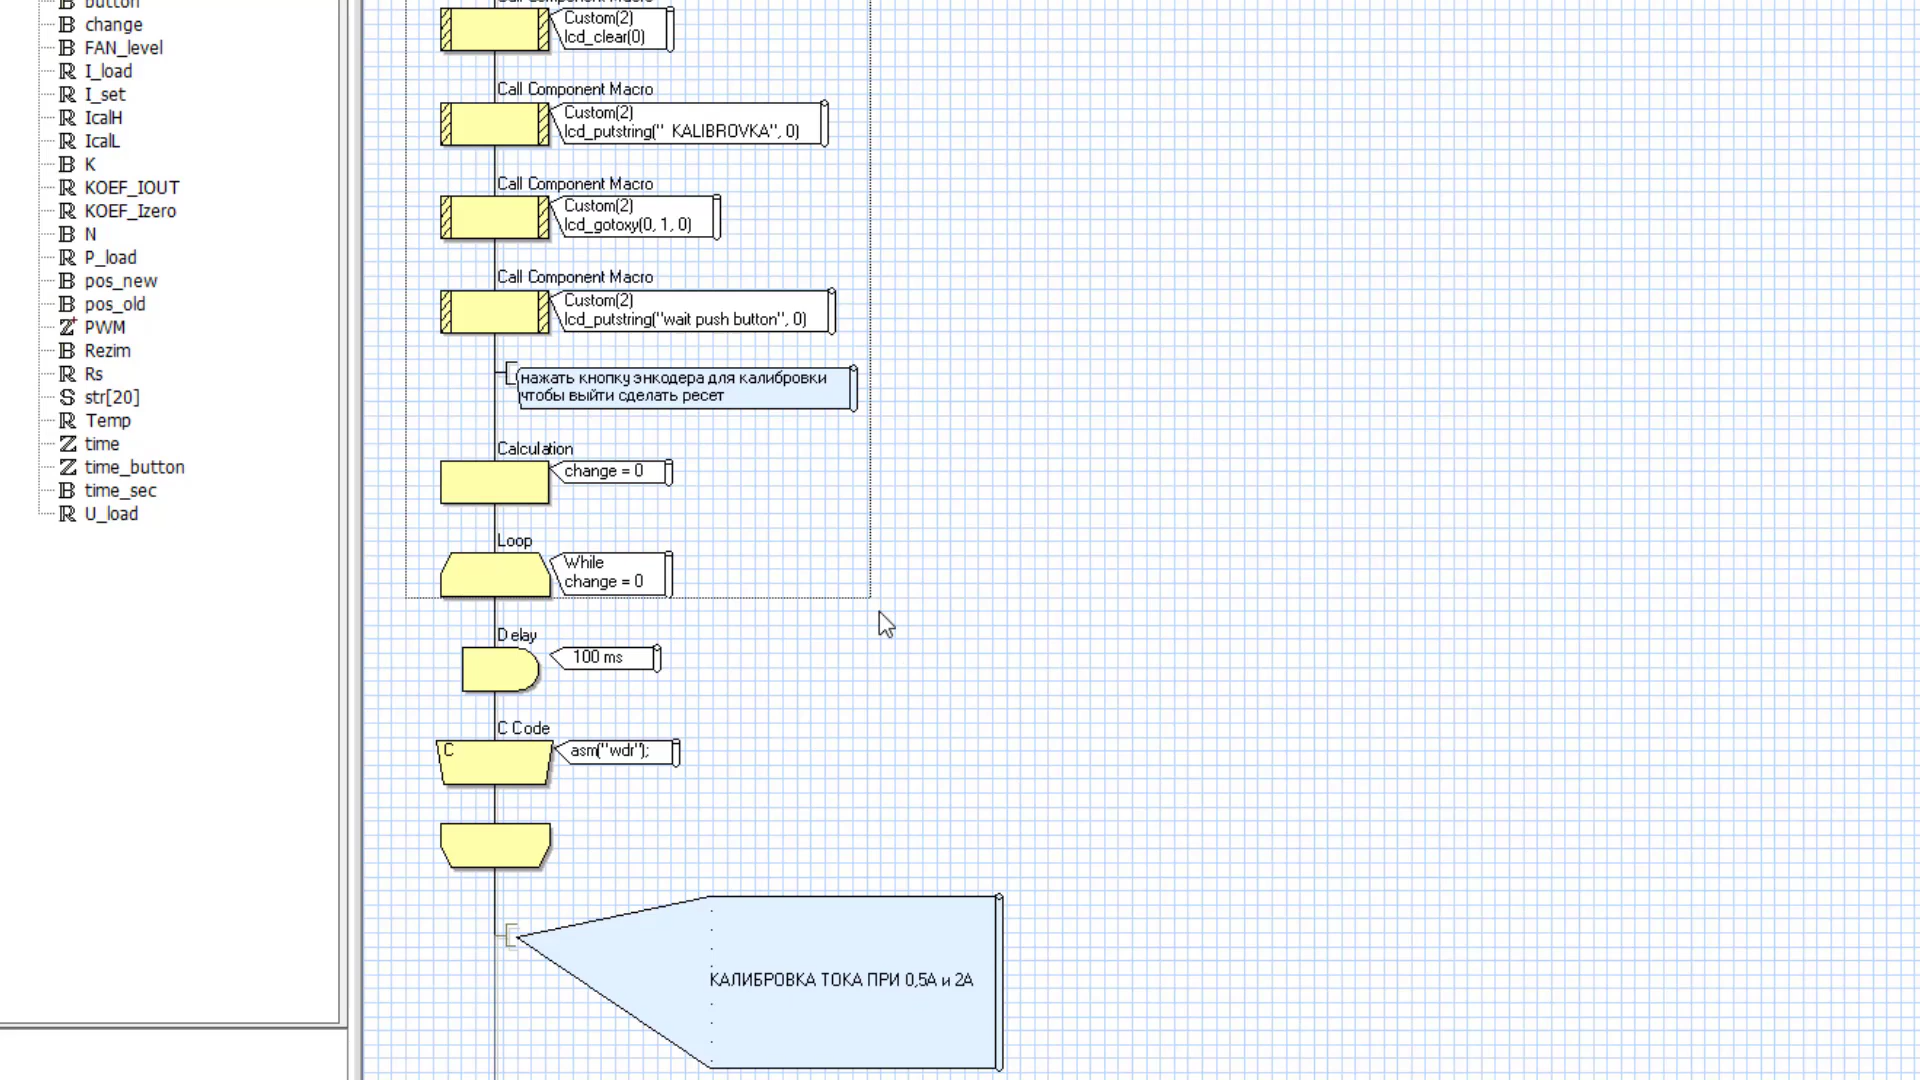 button
change
FAN_level
I_load
I_set
IcalH
IcalL
K
KOEF_IOUT
KOEF_Izero
N
P_load
pos_new
pos_old
PWM
Rezim
Rs
str[20]
Temp
time
time_button
time_sec
U_load
Call Component Macro
Custom(2)
lcd_clear(0)
Call Component Macro
Custom(2)
lcd_putstring("  KALIBROVKA", 0)
Call Component Macro
Custom(2)
lcd_gotoxy(0, 1, 0)
Call Component Macro
Custom(2)
lcd_putstring("wait push button", 0)
нажать кнопку энкодера для калибровки
чтобы выйти сделать ресет
Calculation
change = 0
Loop
While
change = 0
Delay
100 ms
C Code
C
asm("wdr");
КАЛИБРОВКА ТОКА ПРИ 0,5А и 2А